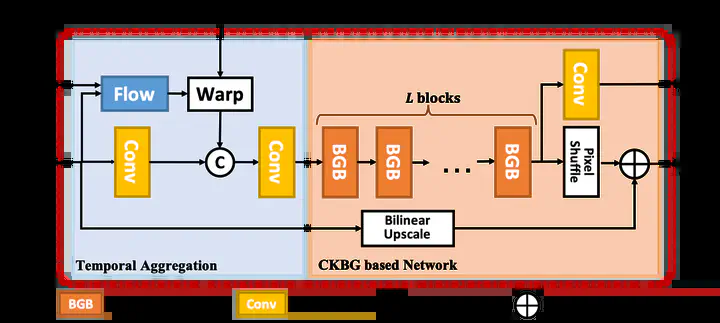 Flow
Warp
Conv
C
Conv
L blocks
BGB
BGB
...
BGB
Conv
Pixel
Shuffle
Bilinear
Upscale
Temporal Aggregation
CKBG based Network
BGB
Conv